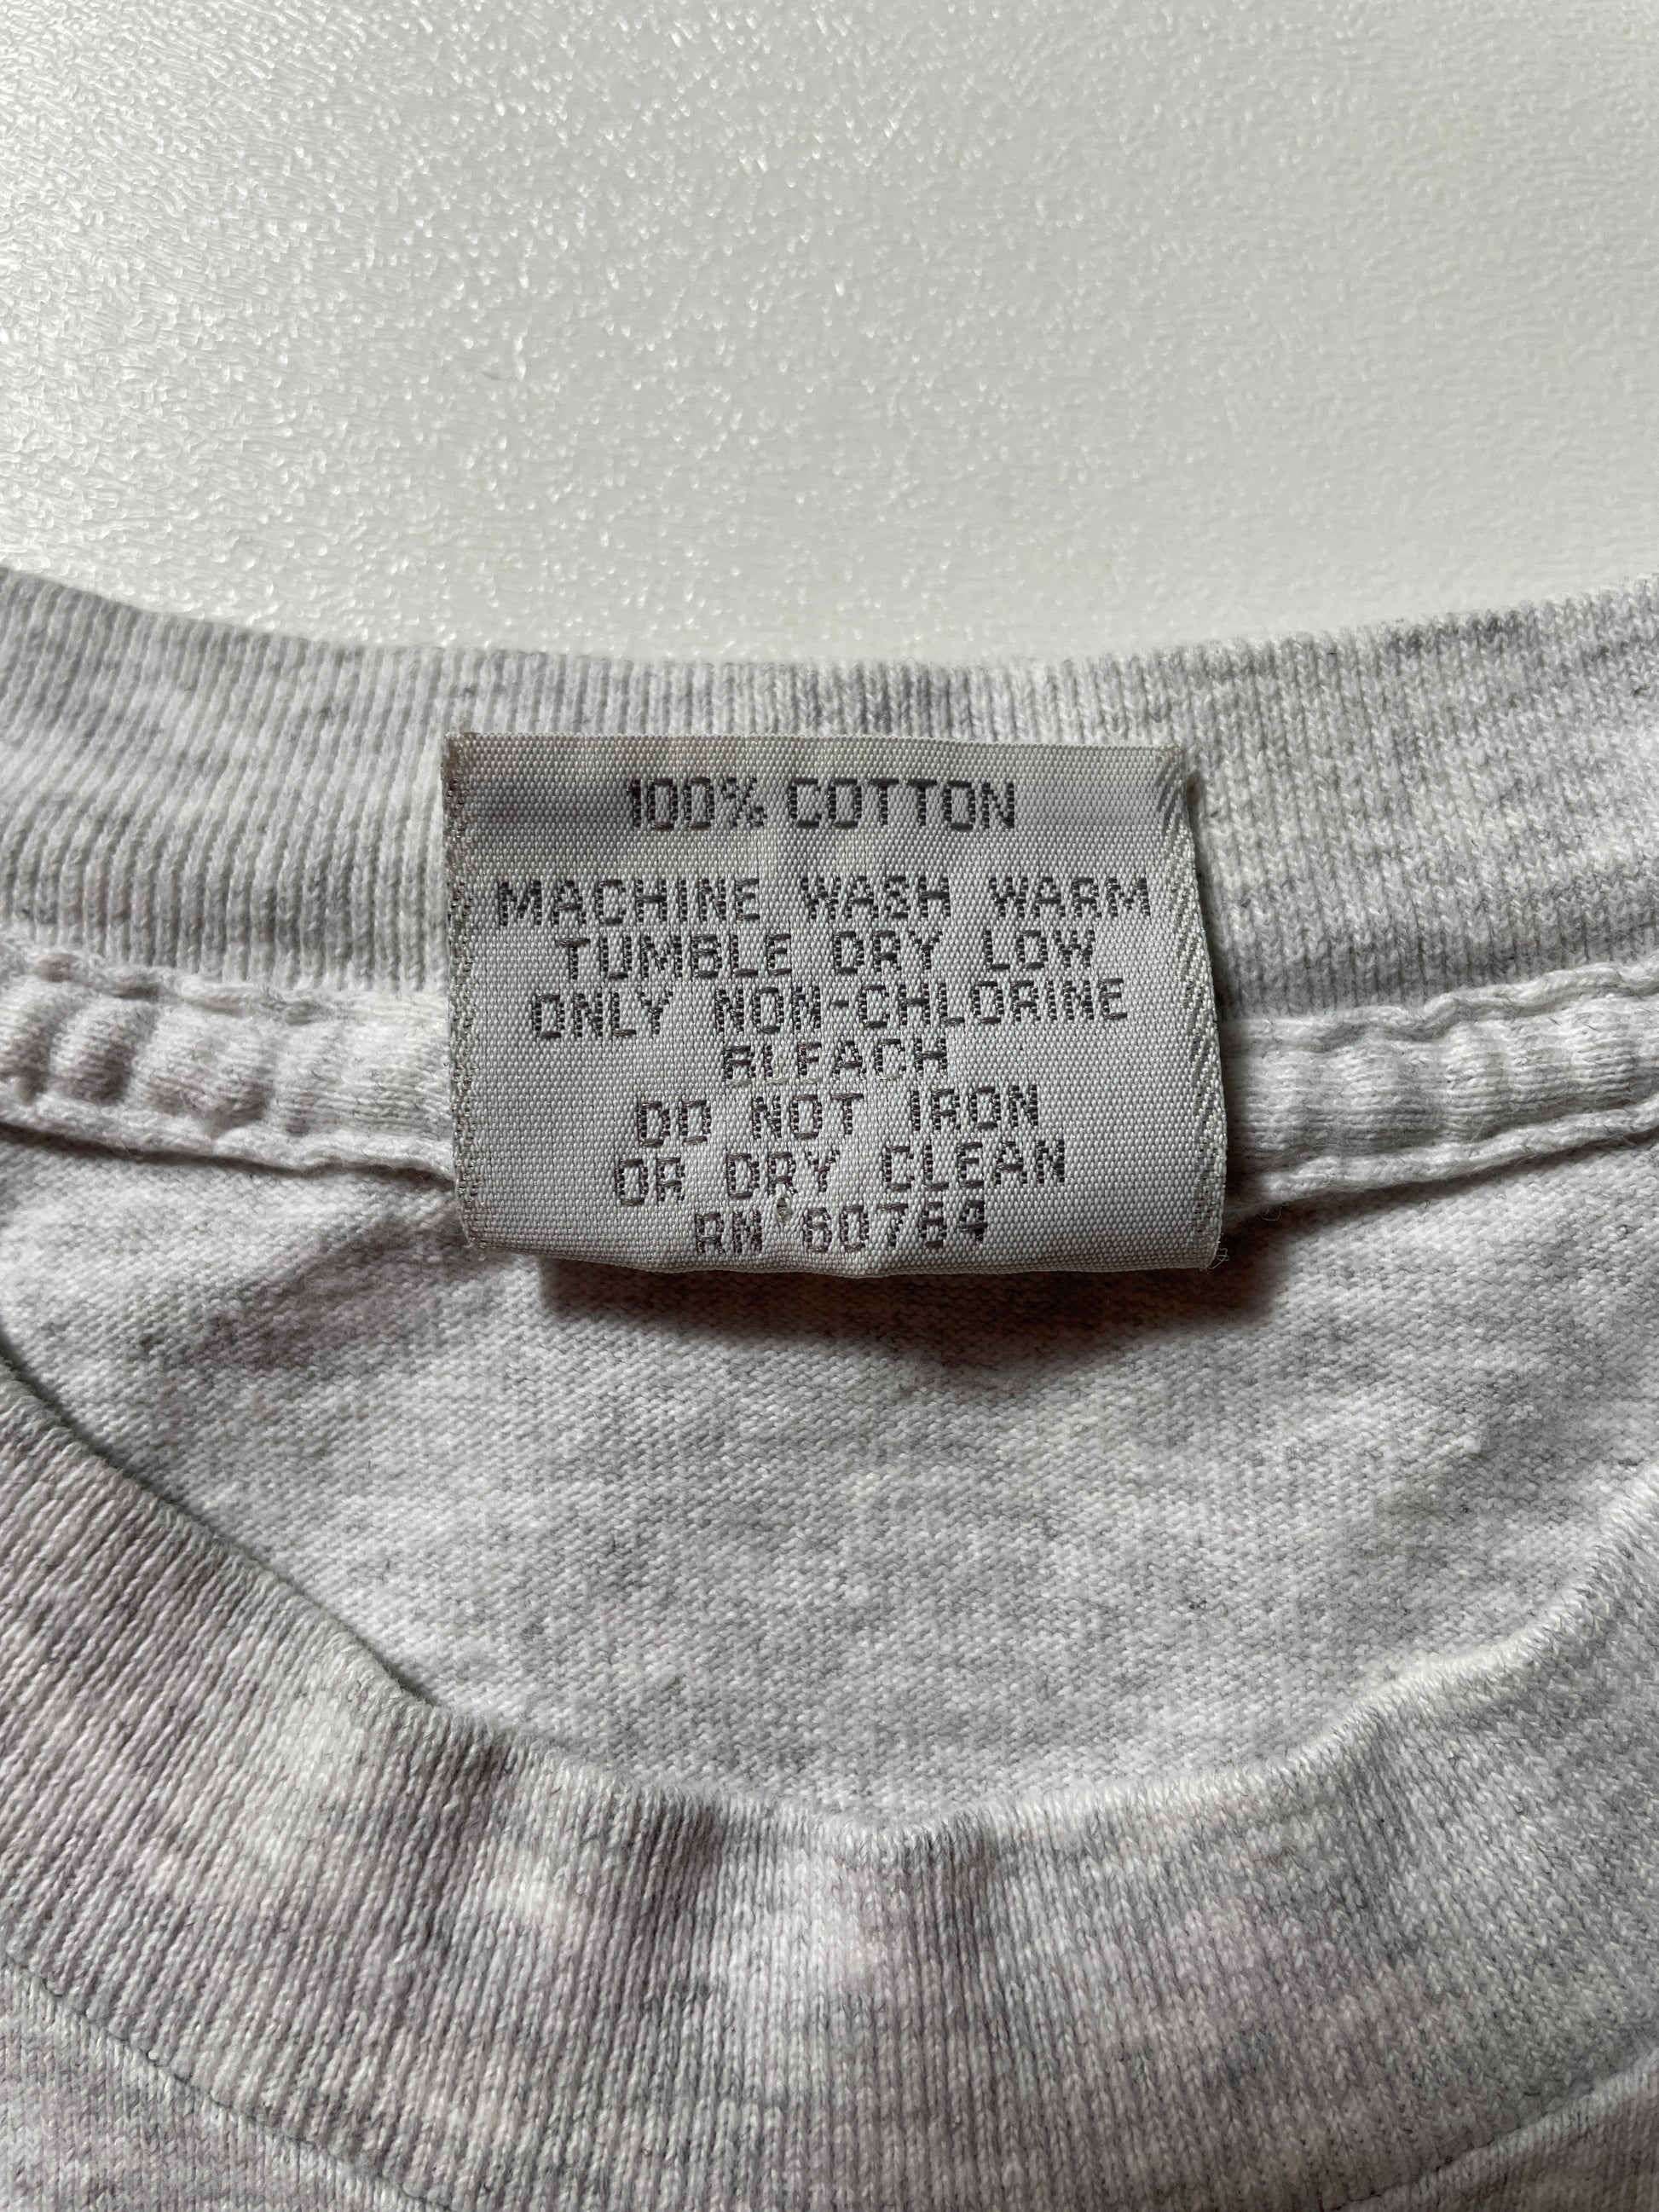 100% COTTON
MACHINE WASH WARM
TUMBLE DRY LOW
ONLY NON-CHLORINE
BLEACH
DO NOT IRON
OR DRY CLEAN
RN 60764